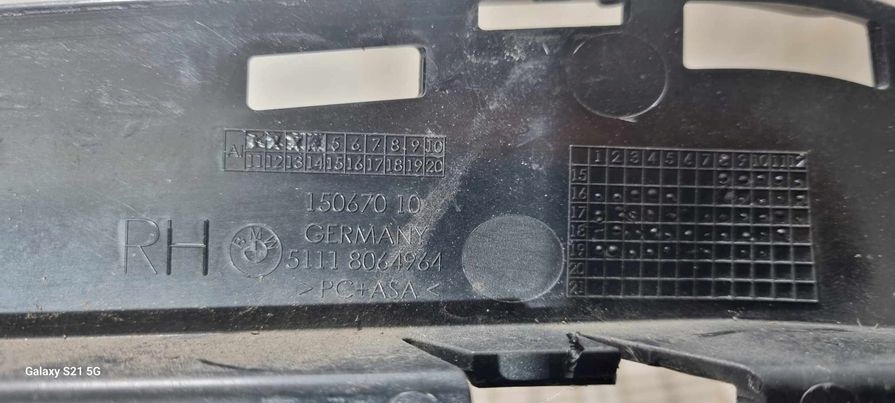 AI 5 6 7 8 9 10
11 12 13 14 15 16 17 18 19 20
1 2 3 4 5 6 7 8 9 10 11
15
16
17
18
19
20
150670 10
RH BMW GERMANY
5111 8064964
>PC+ASA<
Galaxy S21 5G